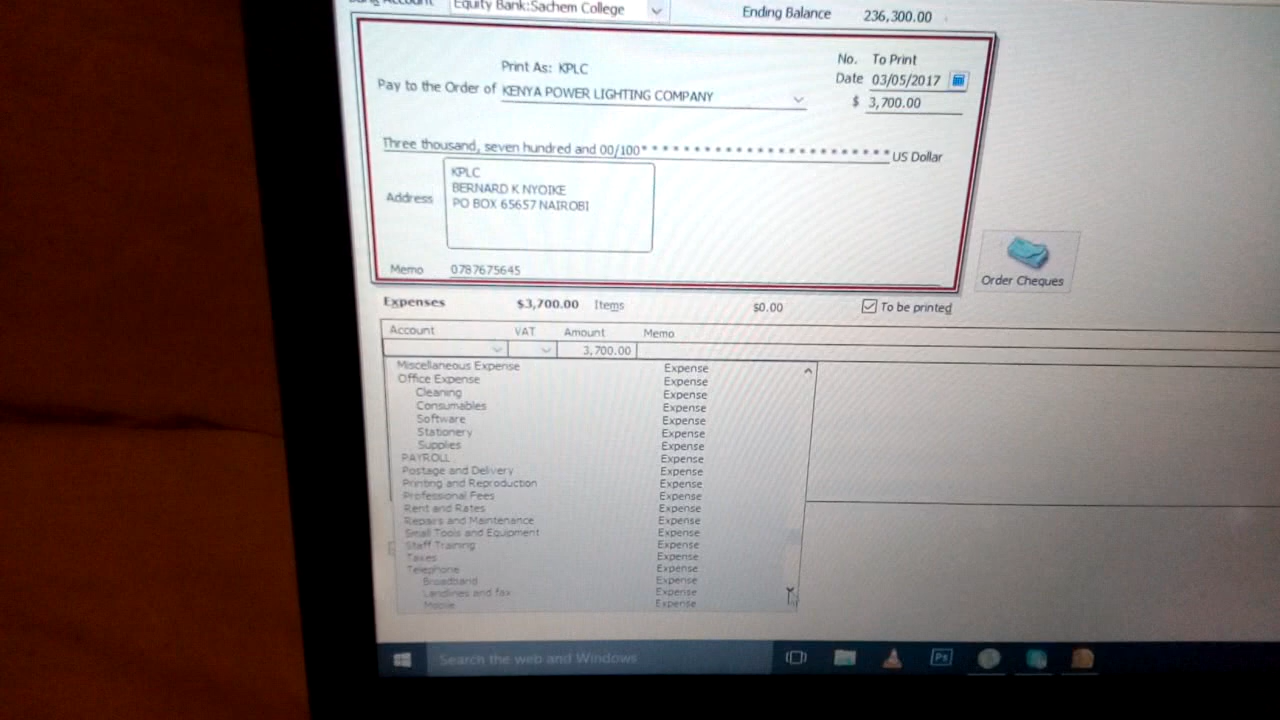 Bank Account Equity Bank:Sachem College Ending Balance 236,300.00
No. To Print
Print As: KPLC
Date 03/05/2017
Pay to the Order of KENYA POWER LIGHTING COMPANY
$ 3,700.00
Three thousand, seven hundred and 00/100* * * * * * * * * * * * * * * * * * * * * * * * US Dollar
Address
KPLC
BERNARD K NYOIKE
PO BOX 65657 NAIROBI
Memo 0787675645
Order Cheques
Expenses $3,700.00 Items $0.00 To be printed
Account VAT Amount Memo
3,700.00
Miscellaneous Expense Expense
Office Expense Expense
Cleaning Expense
Consumables Expense
Software Expense
Stationery Expense
Supplies Expense
PAYROLL Expense
Postage and Delivery Expense
Printing and Reproduction Expense
Professional Fees Expense
Rent and Rates Expense
Repairs and Maintenance Expense
Small Tools and Equipment Expense
Staff Training Expense
Taxes Expense
Telephone Expense
Broadband Expense
Landlines and fax Expense
Mobile Expense
Search the web and Windows
Ps